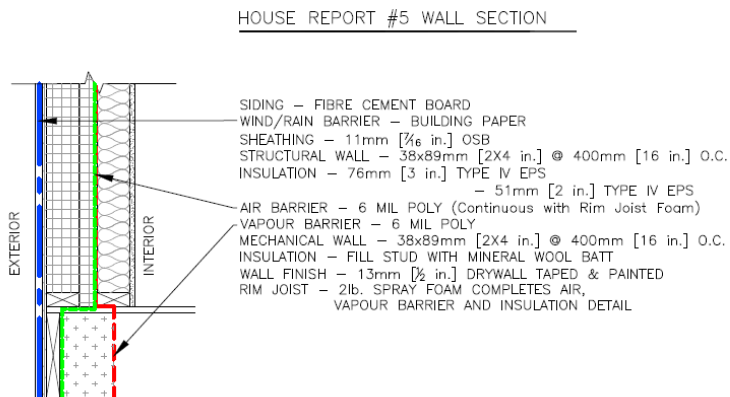 HOUSE REPORT #5 WALL SECTION
SIDING – FIBRE CEMENT BOARD
WIND/RAIN BARRIER – BUILDING PAPER
SHEATHING – 11mm [7/16 in.] OSB
STRUCTURAL WALL – 38x89mm [2X4 in.] @ 400mm [16 in.] O.C.
INSULATION – 76mm [3 in.] TYPE IV EPS
– 51mm [2 in.] TYPE IV EPS
AIR BARRIER – 6 MIL POLY (Continuous with Rim Joist Foam)
VAPOUR BARRIER – 6 MIL POLY
MECHANICAL WALL – 38x89mm [2X4 in.] @ 400mm [16 in.] O.C.
INSULATION – FILL STUD WITH MINERAL WOOL BATT
WALL FINISH – 13mm [½ in.] DRYWALL TAPED & PAINTED
RIM JOIST – 2lb. SPRAY FOAM COMPLETES AIR,
VAPOUR BARRIER AND INSULATION DETAIL
EXTERIOR
INTERIOR